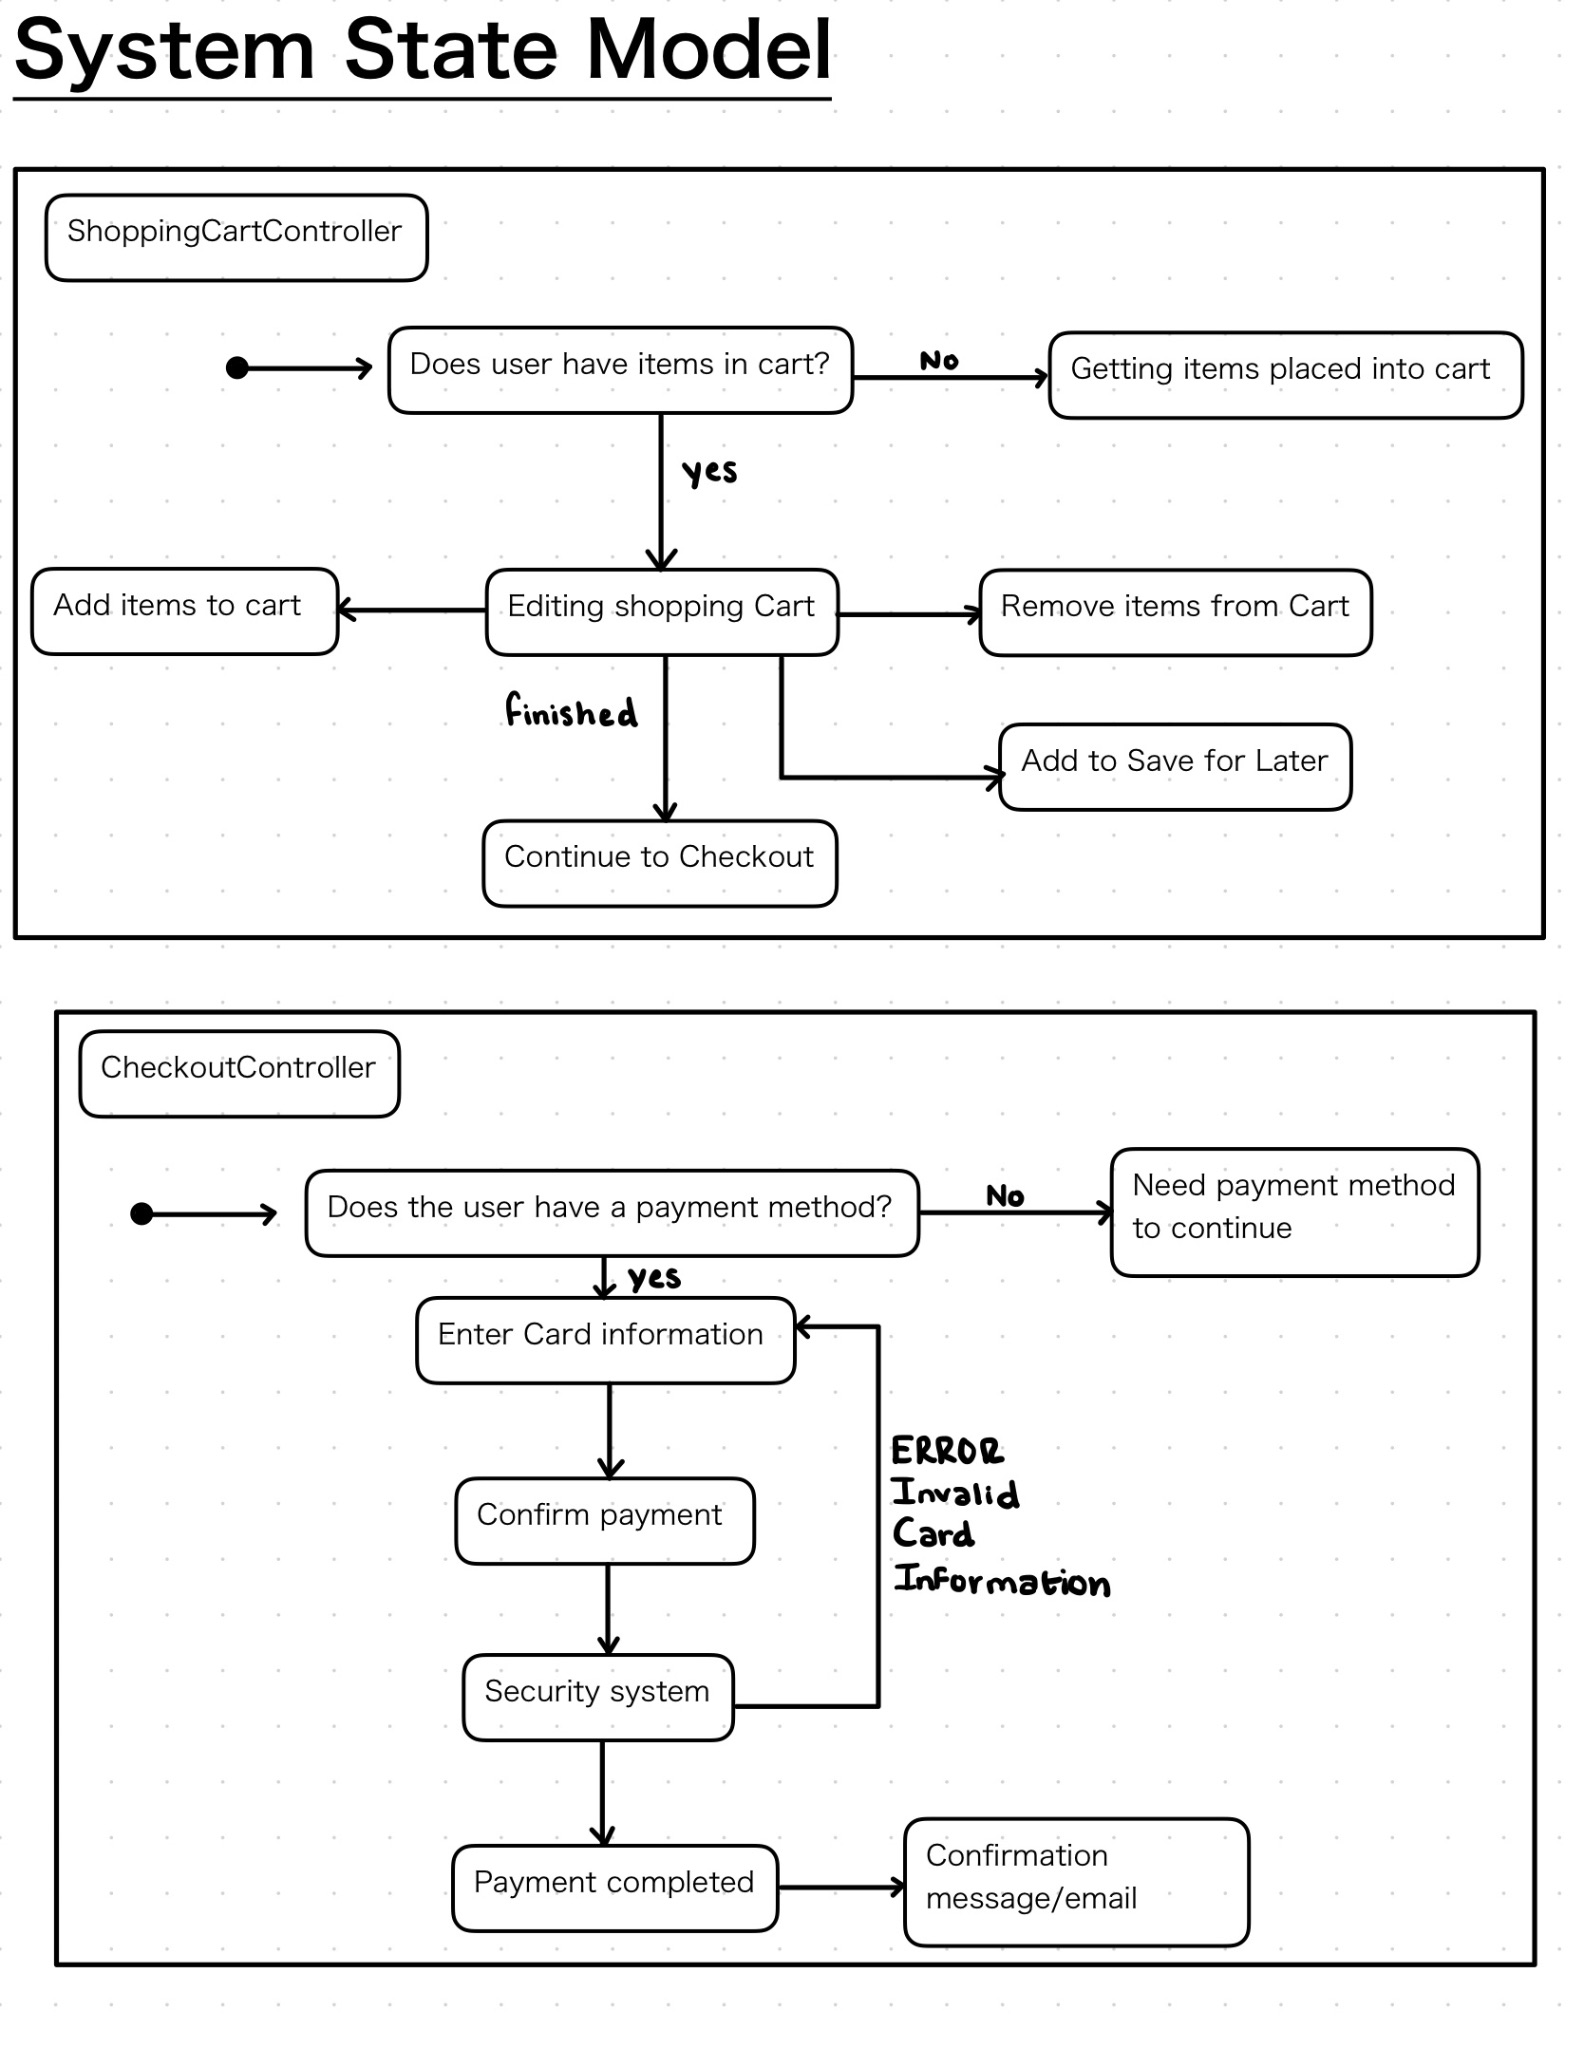 System State Model
ShoppingCartController
Does user have items in cart?
No
Getting items placed into cart
yes
Add items to cart
Editing shopping Cart
Remove items from Cart
finished
Add to Save for Later
Continue to Checkout
CheckoutController
Does the user have a payment method?
No
Need payment method
to continue
yes
Enter Card information
ERROR
Invalid
Card
Information
Confirm payment
Security system
Payment completed
Confirmation
message/email